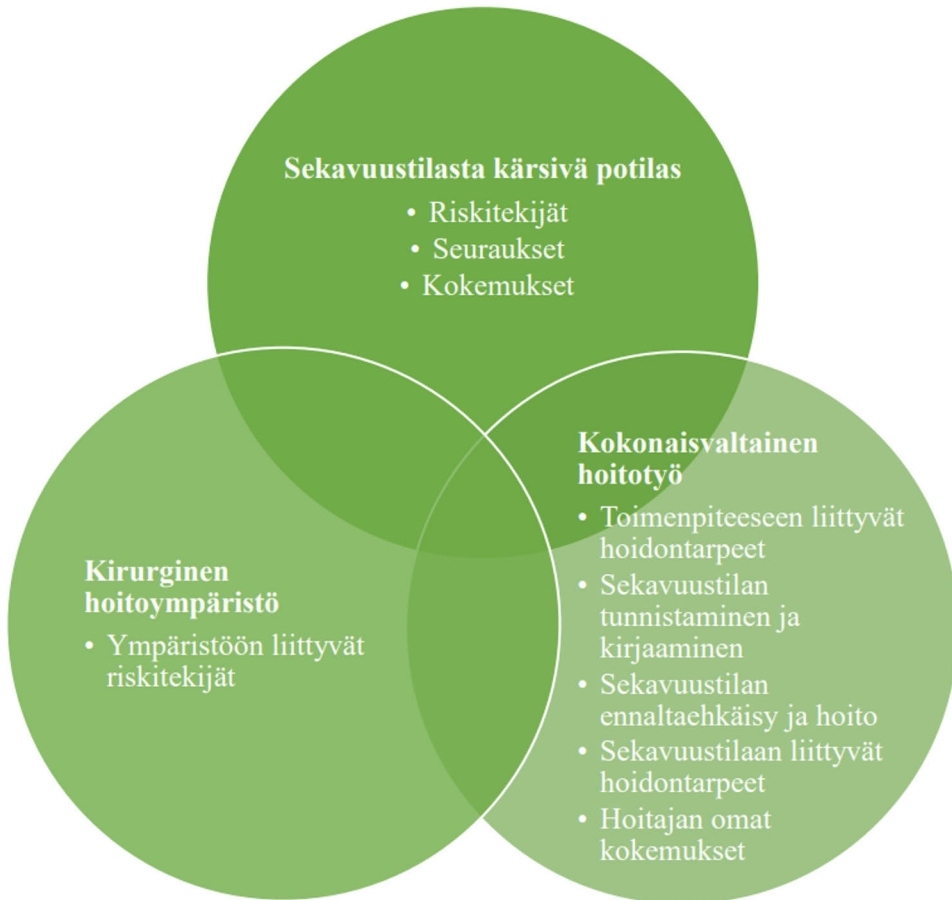 Sekavuustilasta kärsivä potilas
• Riskitekijät
• Seuraukset
• Kokemukset
Kirurginen
hoitoympäristö
• Ympäristöön liittyvät
riskitekijät
Kokonaisvaltainen
hoitotyö
• Toimenpiteeseen liittyvät
hoidontarpeet
• Sekavuustilan
tunnistaminen ja
kirjaaminen
• Sekavuustilan
ennaltaehkäisy ja hoito
• Sekavuustilaan liittyvät
hoidontarpeet
• Hoitajan omat
kokemukset